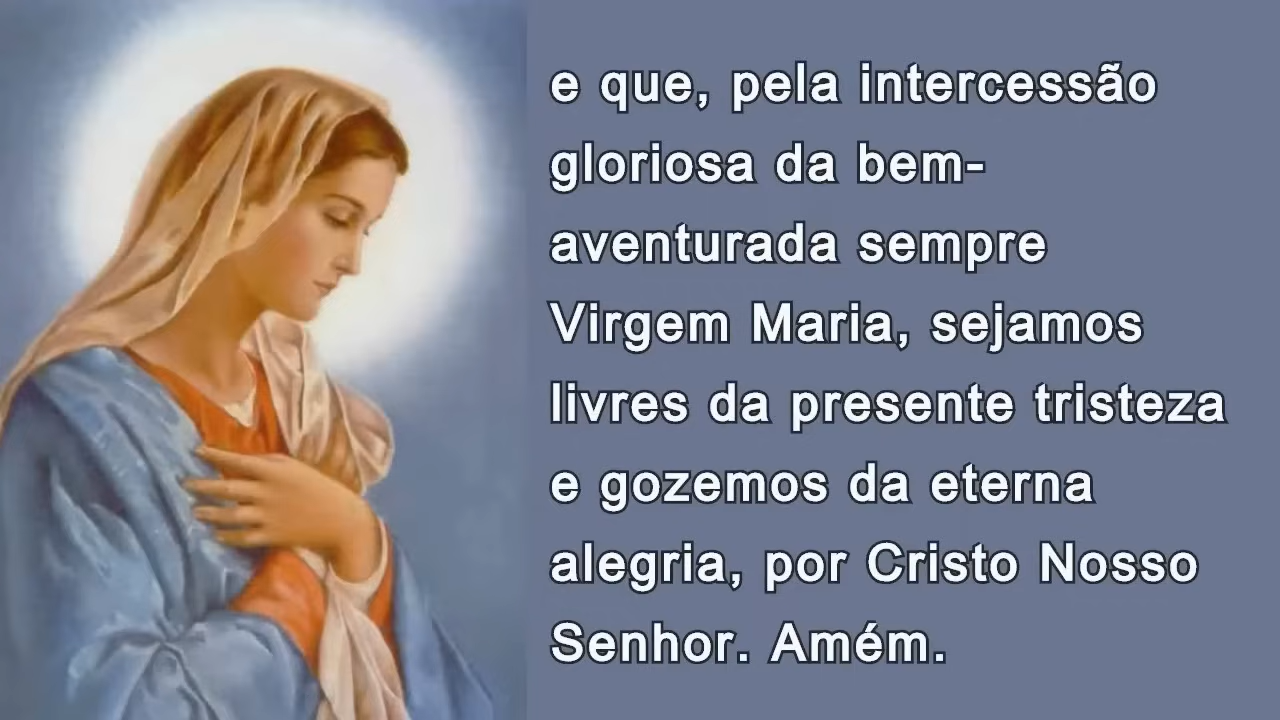 e que, pela intercessão
gloriosa da bem-
aventurada sempre
Virgem Maria, sejamos
livres da presente tristeza
e gozemos da eterna
alegria, por Cristo Nosso
Senhor. Amém.